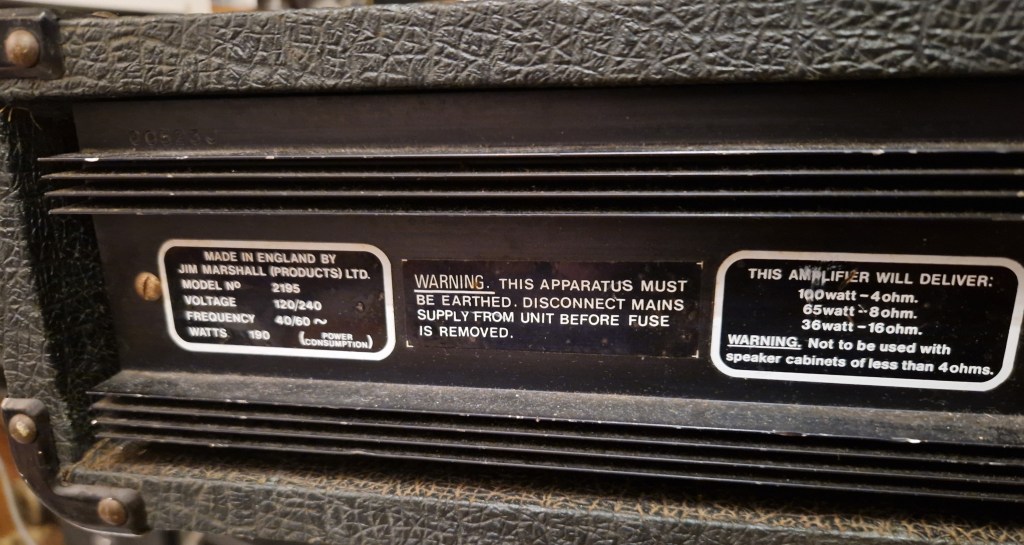 MADE IN ENGLAND BY
JIM MARSHALL (PRODUCTS) LTD.
MODEL Nº 2195
VOLTAGE 120/240
FREQUENCY 40/60 ~
WATTS 190 (POWER CONSUMPTION)
WARNING. THIS APPARATUS MUST
BE EARTHED. DISCONNECT MAINS
SUPPLY FROM UNIT BEFORE FUSE
IS REMOVED.
THIS AMPLIFIER WILL DELIVER:
100watt - 4ohm.
65watt - 8ohm.
36watt - 16ohm.
WARNING. Not to be used with
speaker cabinets of less than 4ohms.